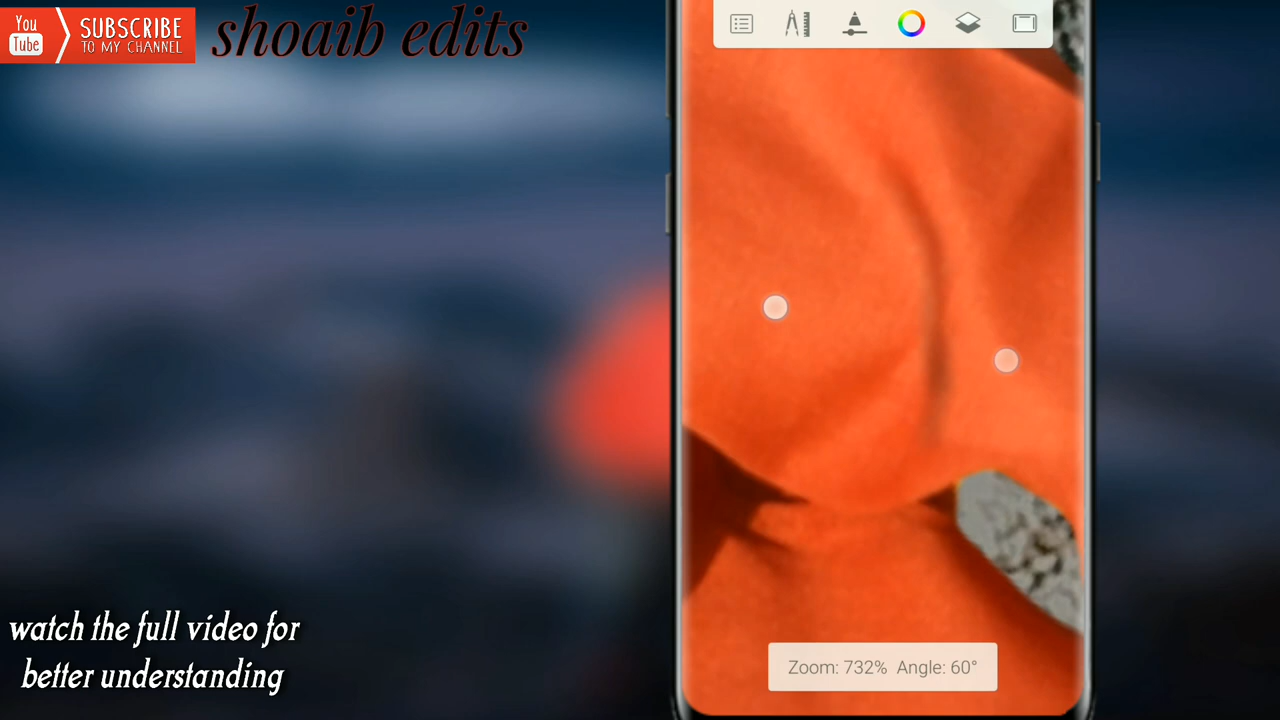 You
Tube
SUBSCRIBE
TO MY CHANNEL
shoaib edits
watch the full video for
better understanding
Zoom: 732% Angle: 60°